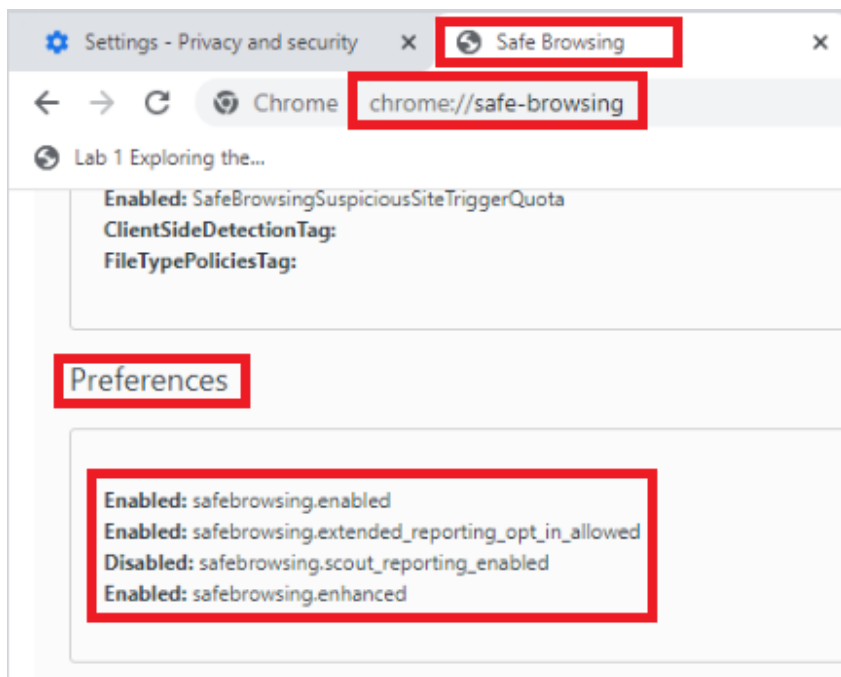 Settings - Privacy and security
Safe Browsing
Chrome chrome://safe-browsing
Lab 1 Exploring the...
Enabled: SafeBrowsingSuspiciousSiteTriggerQuota
ClientSideDetectionTag:
FileTypePoliciesTag:
Preferences
Enabled: safebrowsing.enabled
Enabled: safebrowsing.extended_reporting_opt_in_allowed
Disabled: safebrowsing.scout_reporting_enabled
Enabled: safebrowsing.enhanced